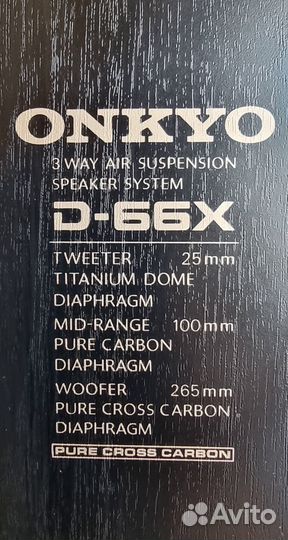 ONKYO
3 WAY AIR SUSPENSION
SPEAKER SYSTEM
D-66X
TWEETER 25mm
TITANIUM DOME
DIAPHRAGM
MID-RANGE 100mm
PURE CARBON
DIAPHRAGM
WOOFER 265mm
PURE CROSS CARBON
DIAPHRAGM
PURE CROSS CARBON
Avito